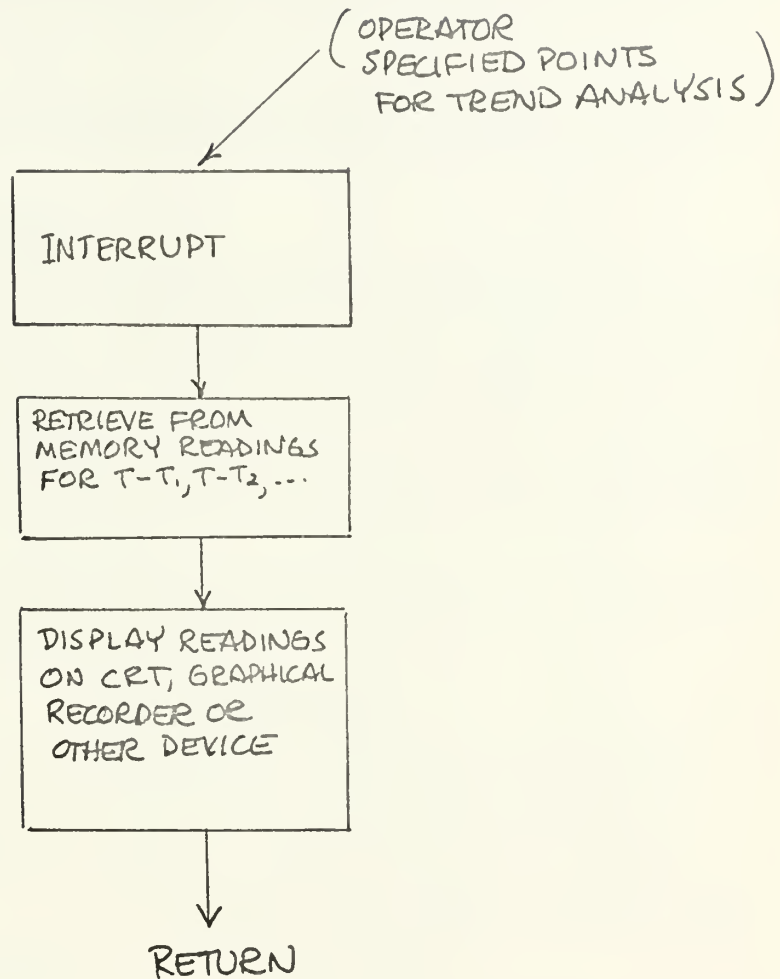 (OPERATOR
SPECIFIED POINTS
FOR TREND ANALYSIS)
INTERRUPT
RETRIEVE FROM
MEMORY READINGS
FOR T-T₁, T-T₂, ...
DISPLAY READINGS
ON CRT, GRAPHICAL
RECORDER OR
OTHER DEVICE
RETURN